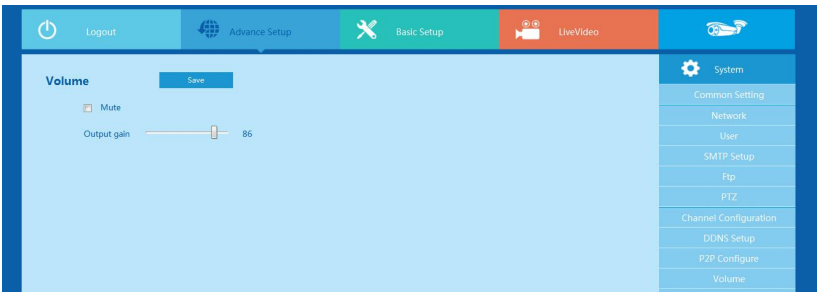 Logout
Advance Setup
Basic Setup
LiveVideo
Volume
Save
Mute
Output gain 86
System
Common Setting
Network
User
SMTP Setup
Ftp
PTZ
Channel Configuration
DDNS Setup
P2P Configure
Volume